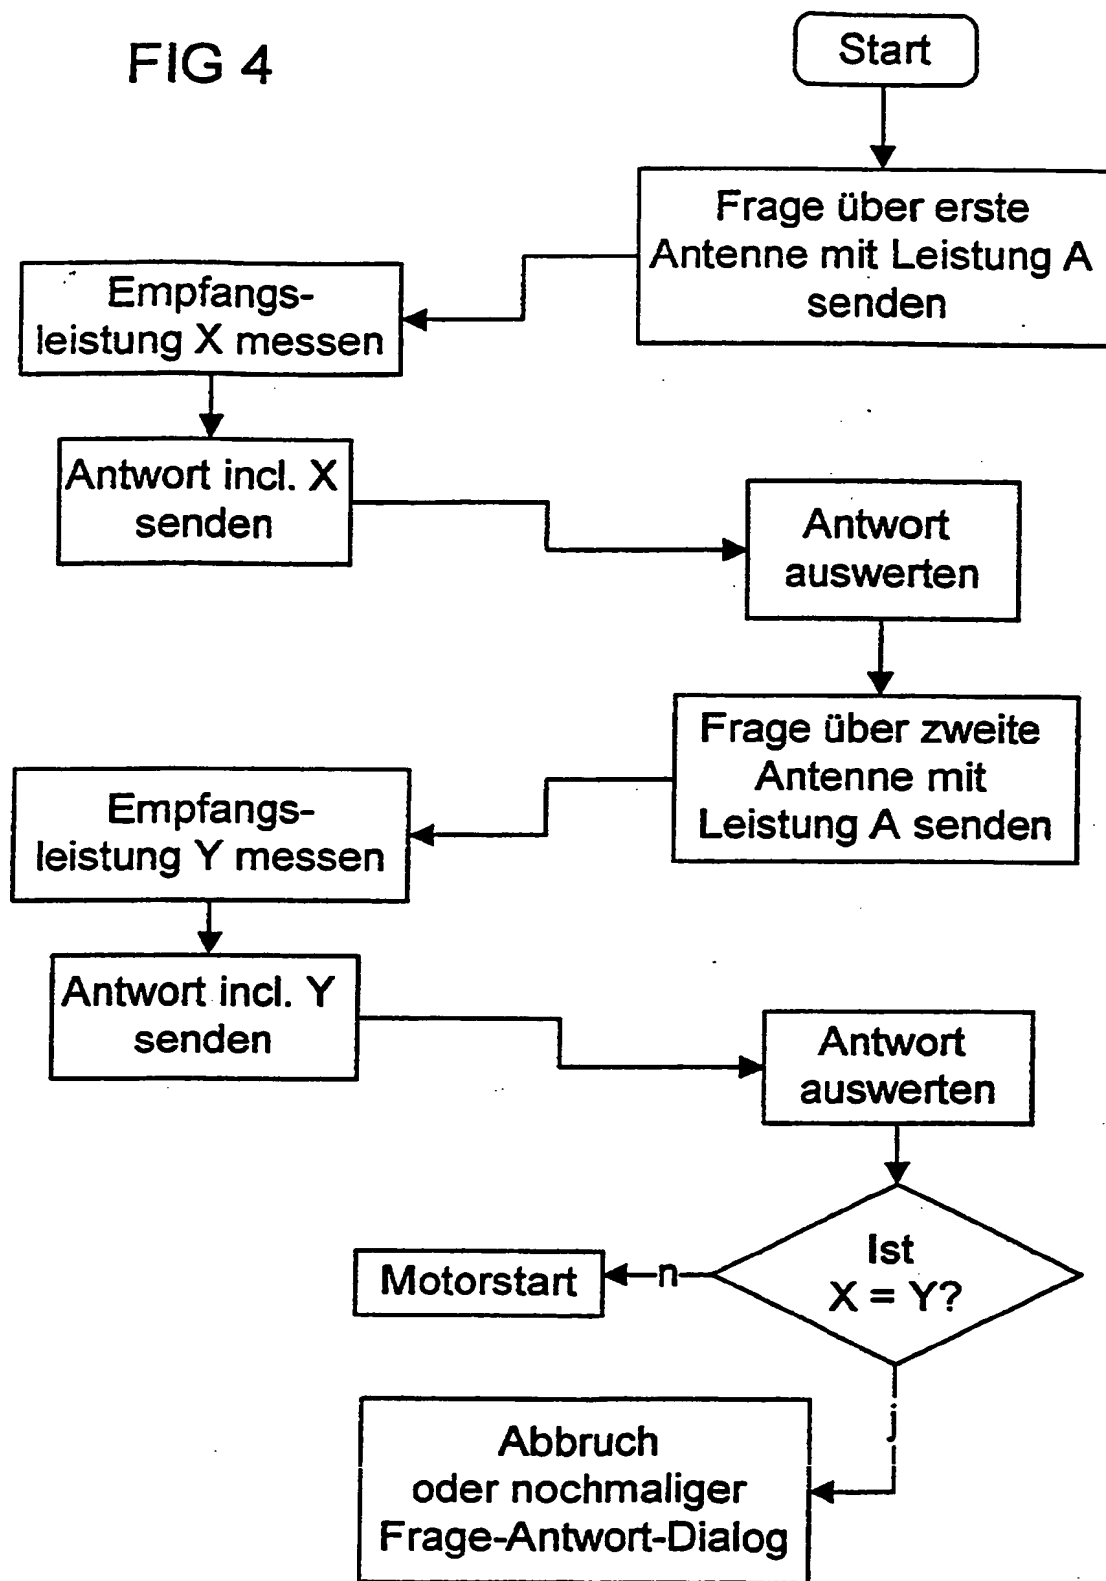 FIG 4
Start
Frage über erste
Antenne mit Leistung A
senden
Empfangs-
leistung X messen
Antwort incl. X
senden
Antwort
auswerten
Frage über zweite
Antenne mit
Leistung A senden
Empfangs-
leistung Y messen
Antwort incl. Y
senden
Antwort
auswerten
Ist
X = Y?
n
Motorstart
j
Abbruch
oder nochmaliger
Frage-Antwort-Dialog